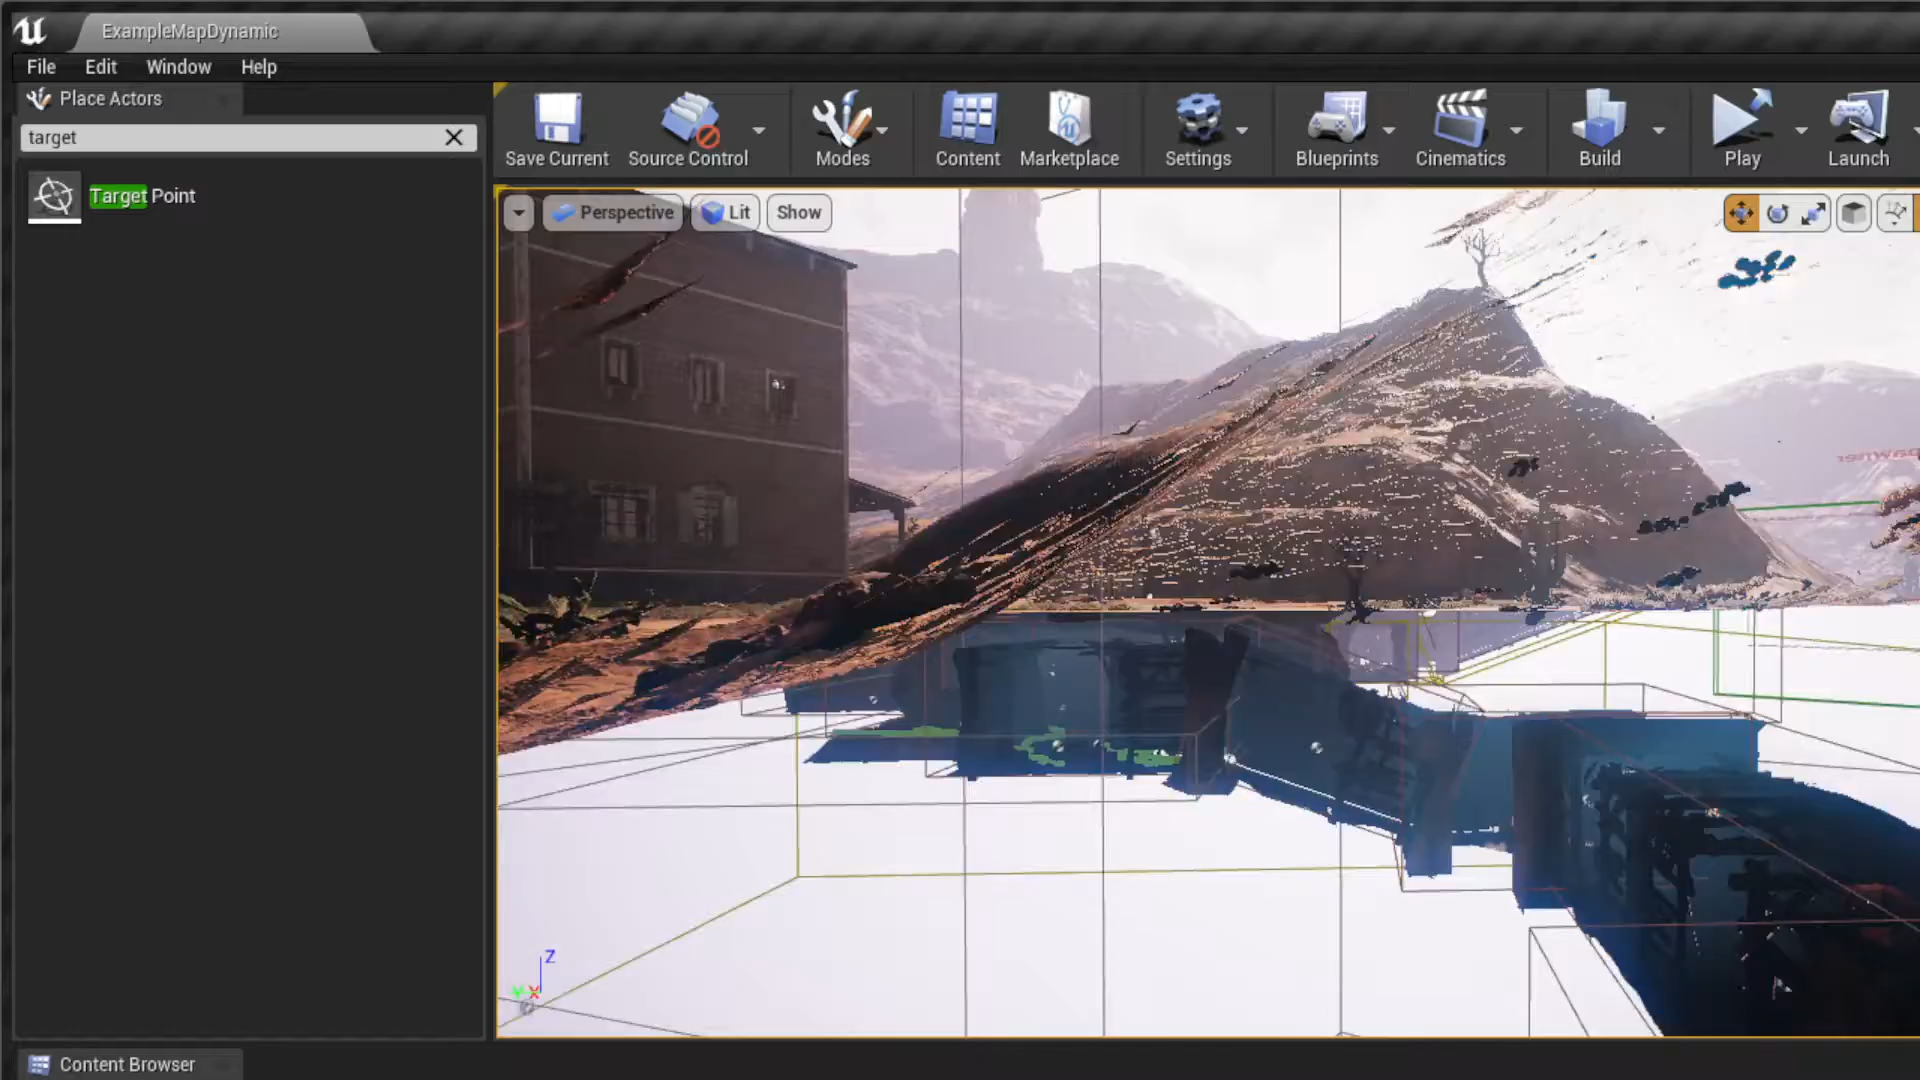 ExampleMapDynamic
File Edit Window Help
Place Actors
target
Target Point
Save Current
Source Control
Modes
Content
Marketplace
Settings
Blueprints
Cinematics
Build
Play
Launch
Perspective
Lit
Show
Z
Y
X
Content Browser